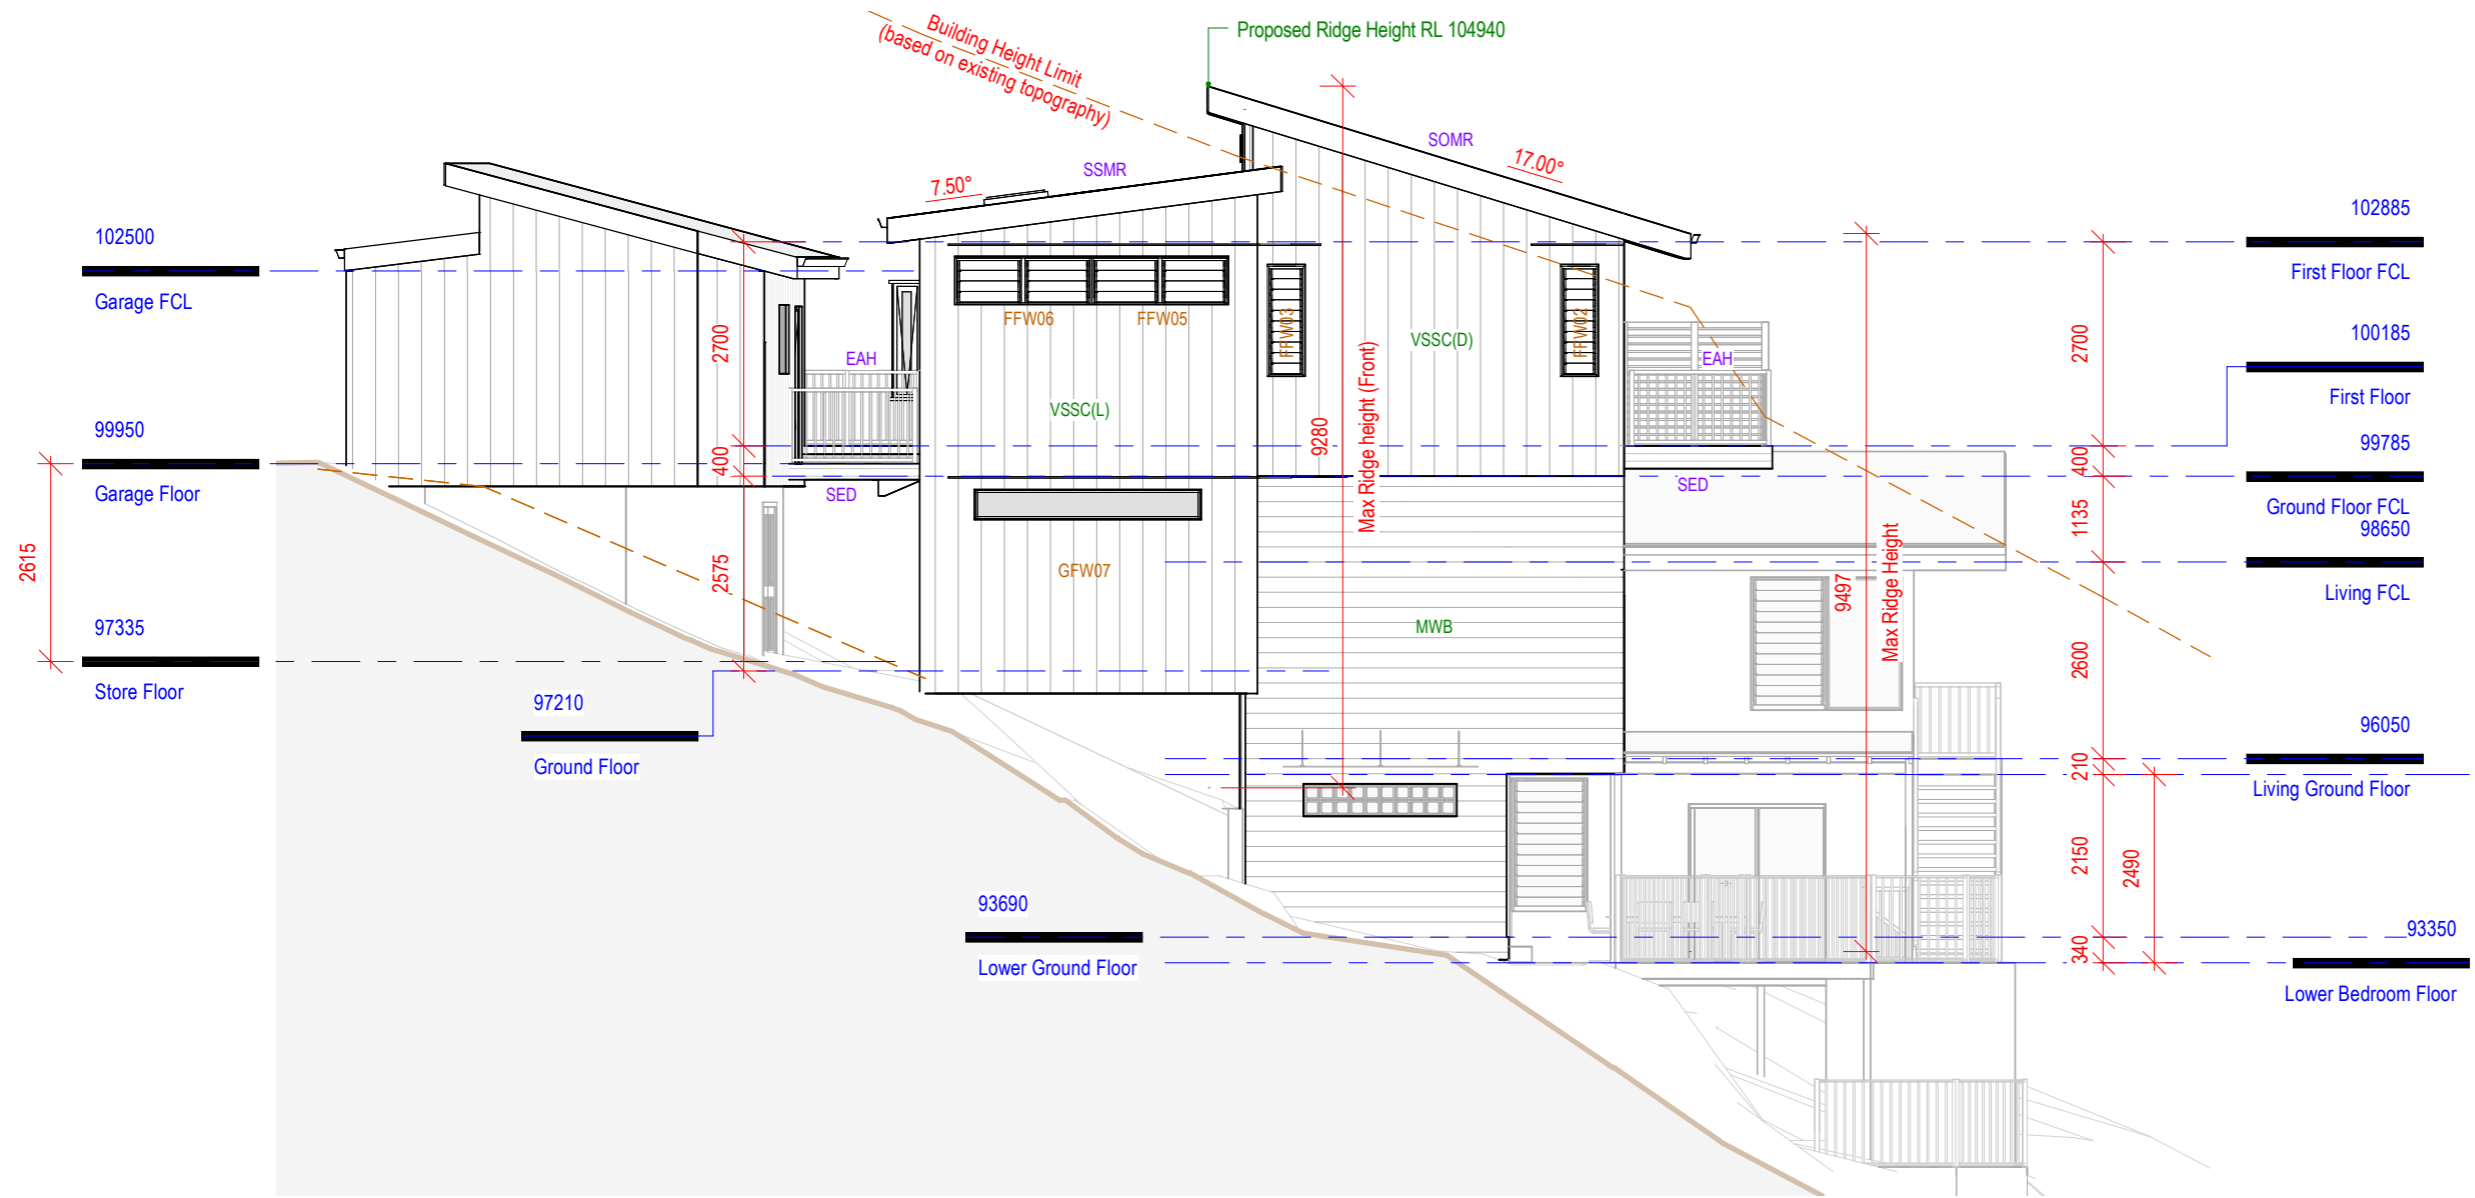 Building Height Limit
(based on existing topography)
Proposed Ridge Height RL 104940
SOMR
17.00°
SSMR
7.50°
102500
Garage FCL
102885
First Floor FCL
FFW06
FFW05
FFW03
FFW02
VSSC(D)
VSSC(L)
EAH
EAH
2700
2700
100185
First Floor
99950
Garage Floor
400
400
99785
Ground Floor FCL
SED
SED
9280
Max Ridge height (Front)
1135
98650
Living FCL
2615
2575
GFW07
9497
Max Ridge Height
97335
Store Floor
MWB
2600
97210
Ground Floor
96050
Living Ground Floor
210
2150
2490
93690
Lower Ground Floor
340
93350
Lower Bedroom Floor